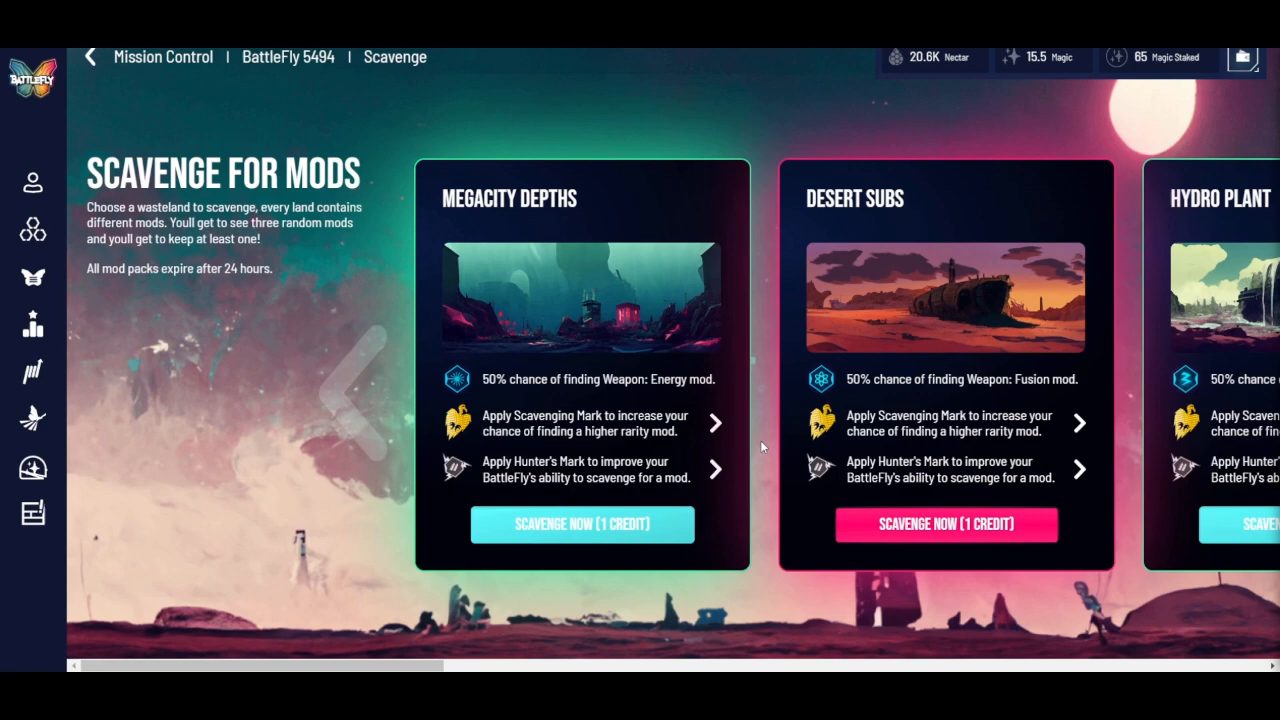 Mission Control | BattleFly 5494 | Scavenge
20.6K Nectar
15.5 Magic
65 Magic Staked
BATTLEFLY
SCAVENGE FOR MODS
Choose a wasteland to scavenge, every land contains
different mods. Youll get to see three random mods
and youll get to keep at least one!
All mod packs expire after 24 hours.
MEGACITY DEPTHS
50% chance of finding Weapon: Energy mod.
Apply Scavenging Mark to increase your
chance of finding a higher rarity mod.
Apply Hunter's Mark to improve your
BattleFly's ability to scavenge for a mod.
SCAVENGE NOW (1 CREDIT)
DESERT SUBS
50% chance of finding Weapon: Fusion mod.
Apply Scavenging Mark to increase your
chance of finding a higher rarity mod.
Apply Hunter's Mark to improve your
BattleFly's ability to scavenge for a mod.
SCAVENGE NOW (1 CREDIT)
HYDRO PLANT
50% chance
Apply Scaven
chance of fin
Apply Hunter'
BattleFly's ab
SCAVEN